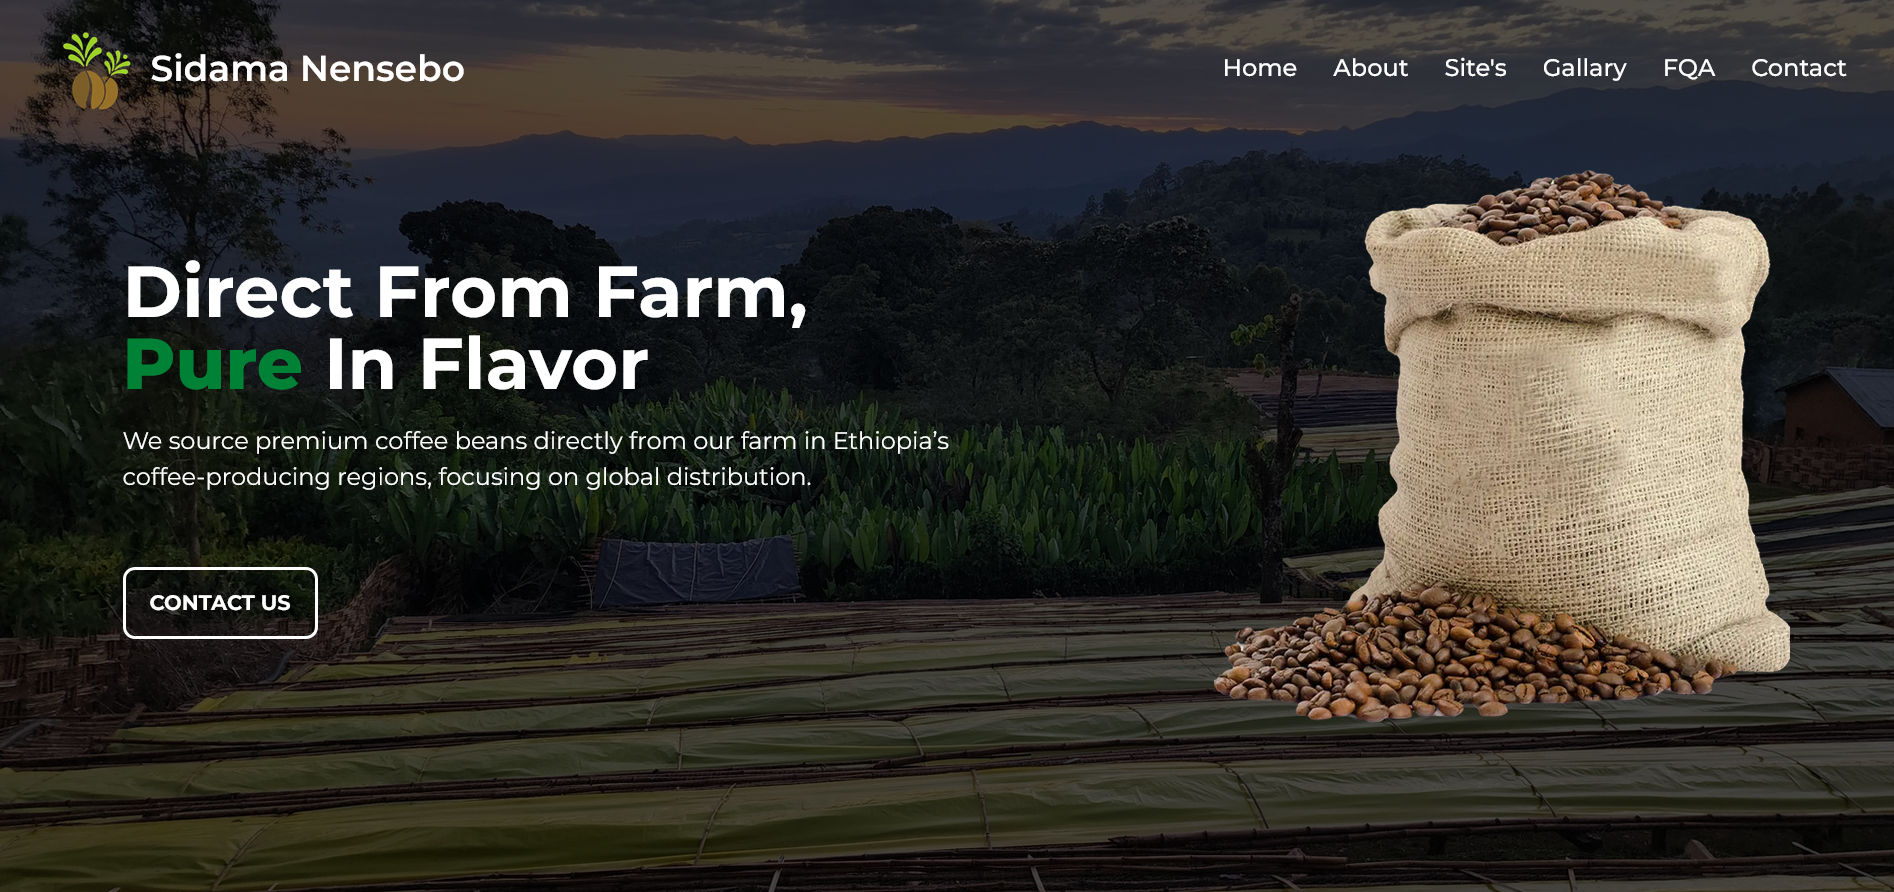 Sidama Nensebo
Home About Site's Gallary FQA Contact
Direct From Farm,
Pure In Flavor
We source premium coffee beans directly from our farm in Ethiopia’s
coffee-producing regions, focusing on global distribution.
CONTACT US